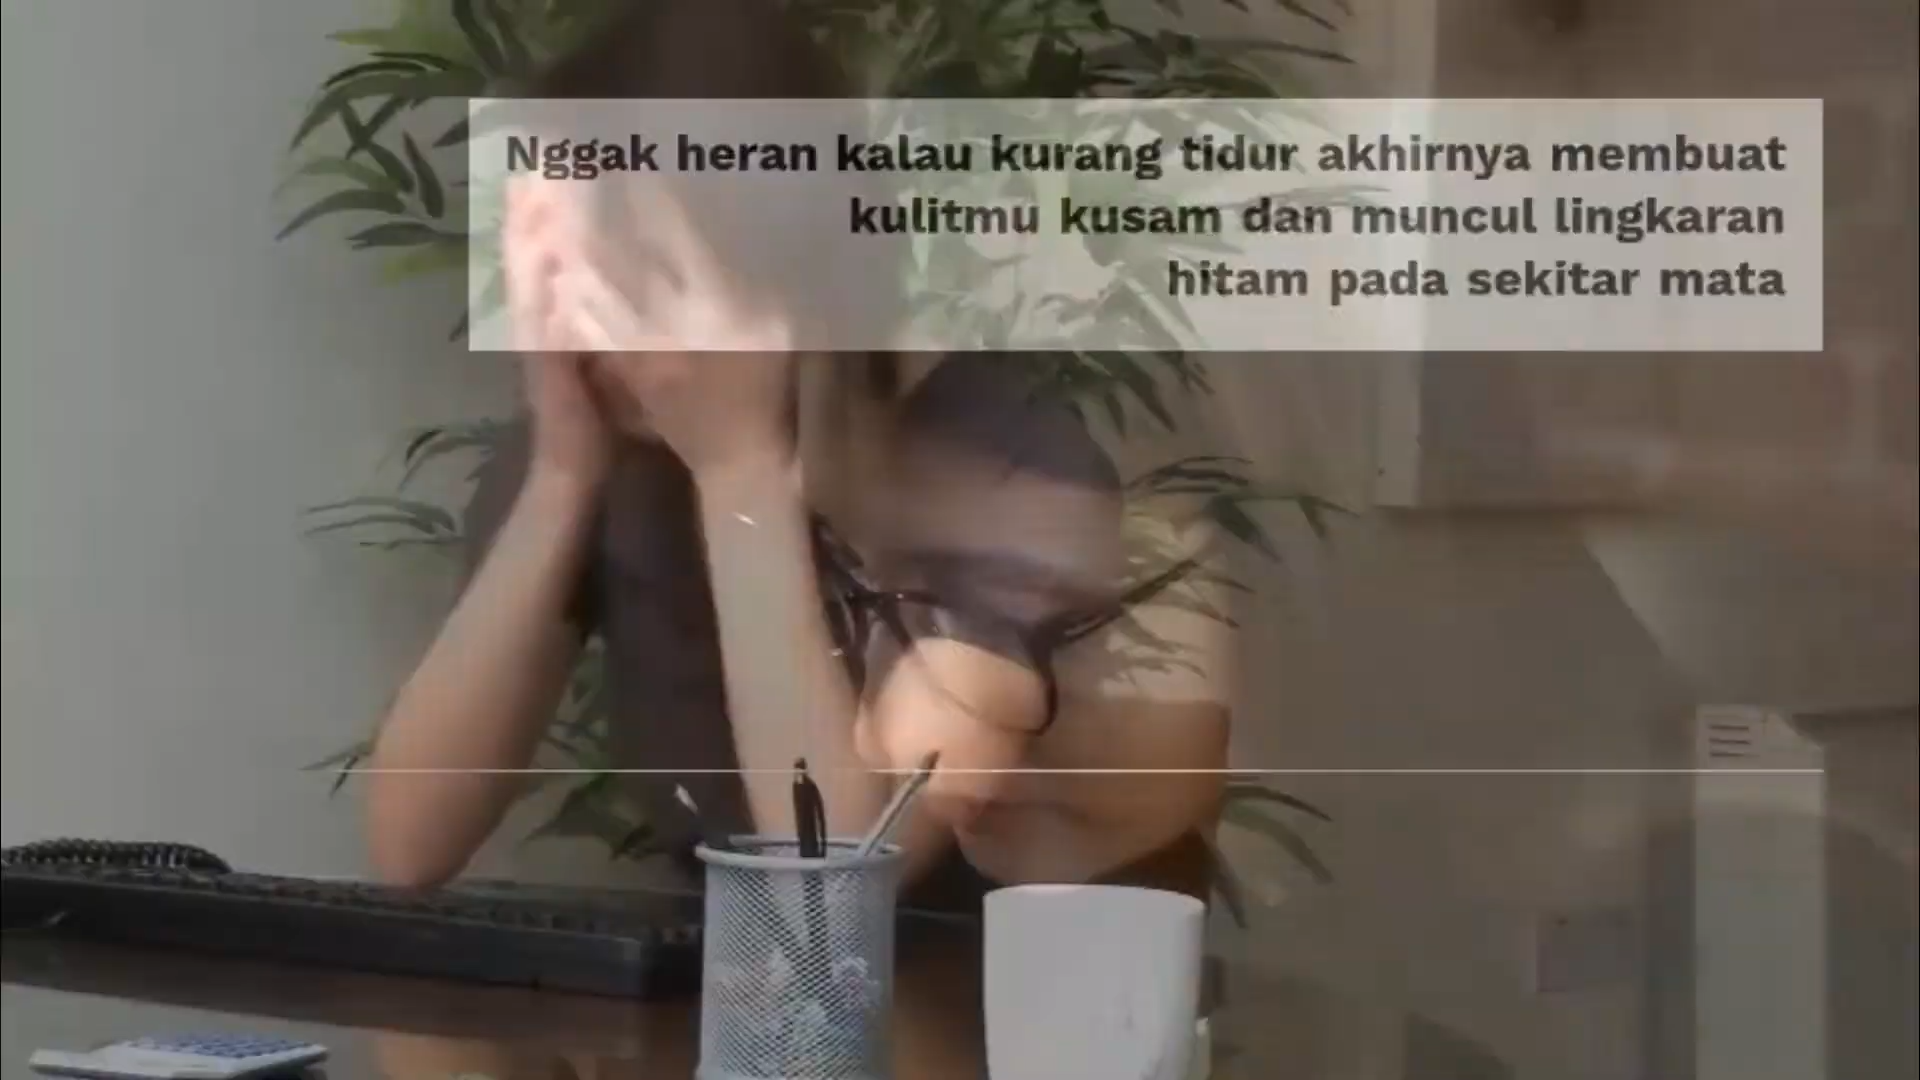 Nggak heran kalau kurang tidur akhirnya membuat
kulitmu kusam dan muncul lingkaran
hitam pada sekitar mata